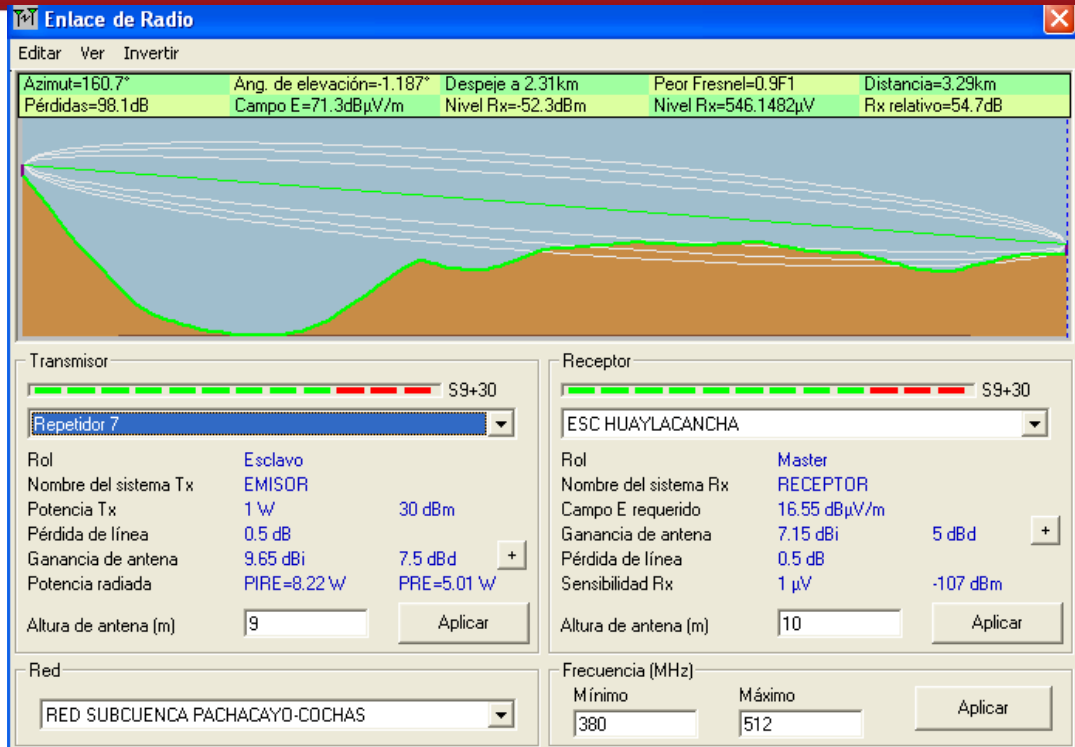 Enlace de Radio
Editar Ver Invertir
Azimut=160.7° Ang. de elevación=-1.187° Despeje a 2.31km Peor Fresnel=0.9F1 Distancia=3.29km
Pérdidas=98.1dB Campo E=71.3dBµV/m Nivel Rx=-52.3dBm Nivel Rx=546.1482µV Rx relativo=54.7dB
Transmisor
S9+30
Repetidor 7
Rol Esclavo
Nombre del sistema Tx EMISOR
Potencia Tx 1 W 30 dBm
Pérdida de línea 0.5 dB
Ganancia de antena 9.65 dBi 7.5 dBd +
Potencia radiada PIRE=8.22 W PRE=5.01 W
Altura de antena (m) 9 Aplicar
Receptor
S9+30
ESC HUAYLACANCHA
Rol Master
Nombre del sistema Rx RECEPTOR
Campo E requerido 16.55 dBµV/m
Ganancia de antena 7.15 dBi 5 dBd +
Pérdida de línea 0.5 dB
Sensibilidad Rx 1 µV -107 dBm
Altura de antena (m) 10 Aplicar
Red
RED SUBCUENCA PACHACAYO-COCHAS
Frecuencia (MHz)
Mínimo Máximo
380 512 Aplicar